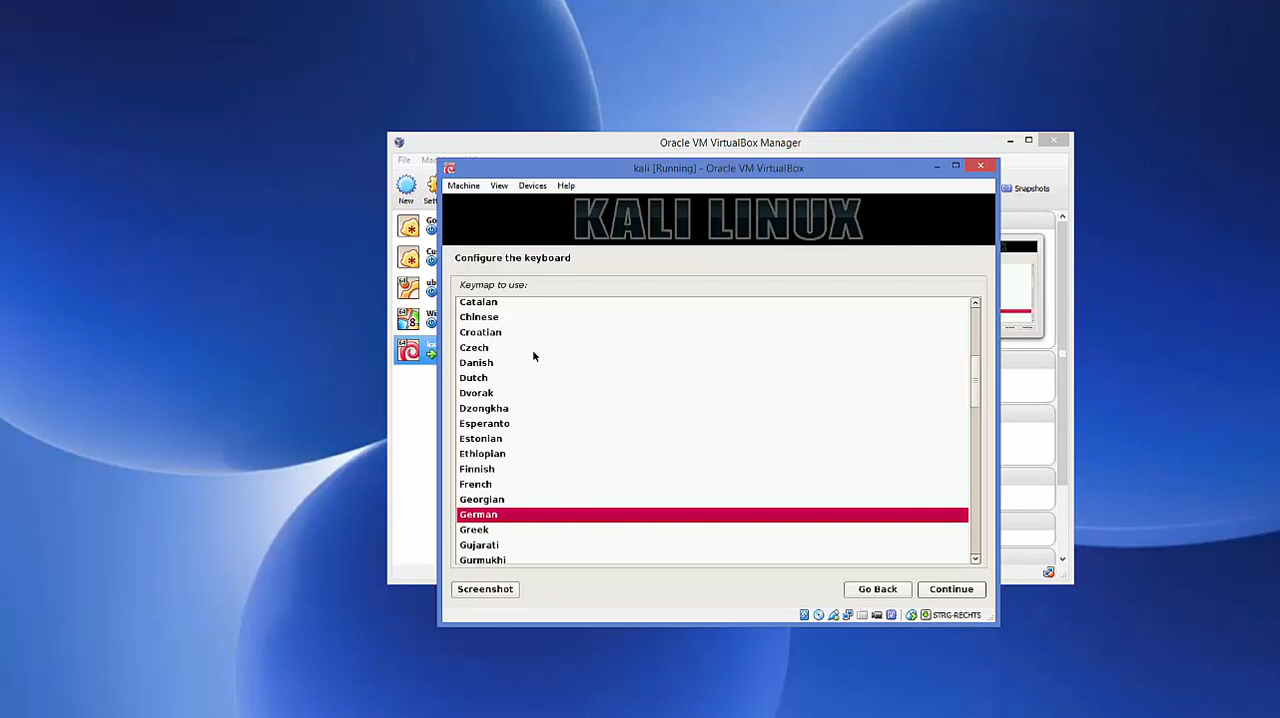 Oracle VM VirtualBox Manager
File
kali [Running] - Oracle VM VirtualBox
Machine View Devices Help
New
Snapshots
KALI LINUX
Configure the keyboard
Keymap to use:
Catalan
Chinese
Croatian
Czech
Danish
Dutch
Dvorak
Dzongkha
Esperanto
Estonian
Ethiopian
Finnish
French
Georgian
German
Greek
Gujarati
Gurmukhi
Screenshot
Go Back
Continue
STRG-RECHTS